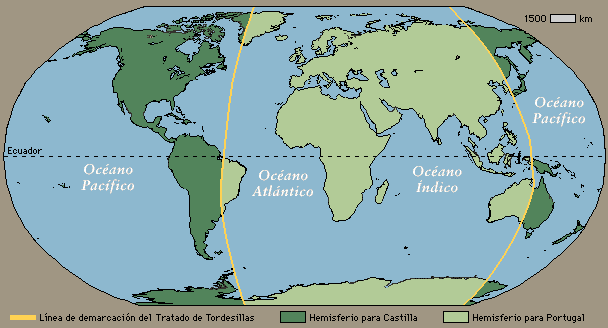 1500 km
Océano
Pacífico
Ecuador
Océano
Pacífico
Océano
Atlántico
Océano
Índico
Línea de demarcación del Tratado de Tordesillas
Hemisferio para Castilla
Hemisferio para Portugal